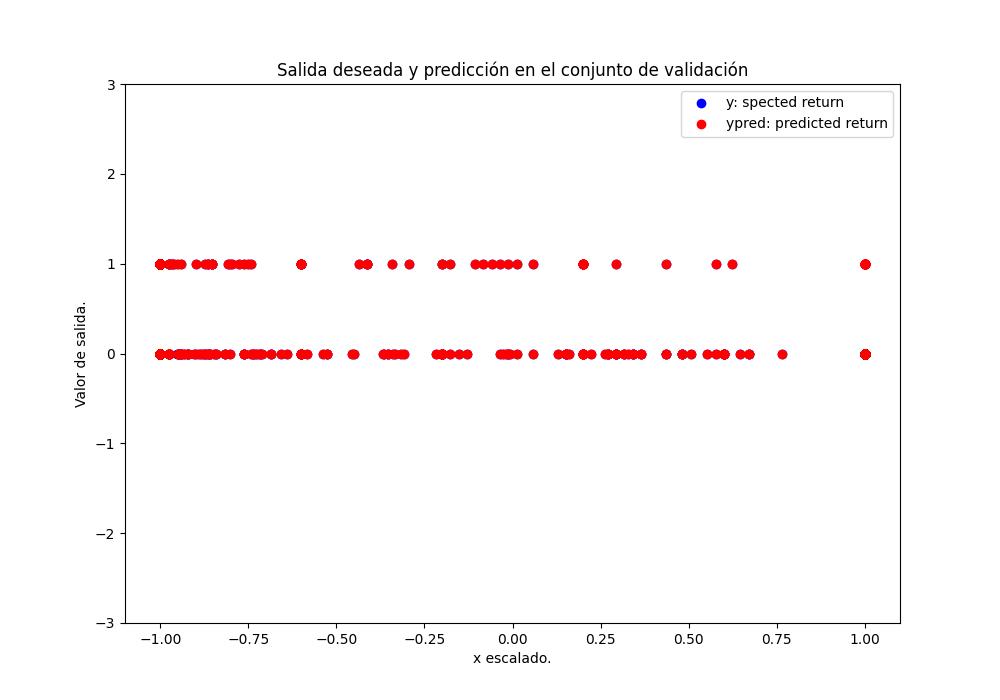 Salida deseada y predicción en el conjunto de validación
y: spected return
ypred: predicted return
3
2
1
0
−1
−2
−3
Valor de salida.
−1.00 −0.75 −0.50 −0.25 0.00 0.25 0.50 0.75 1.00
x escalado.